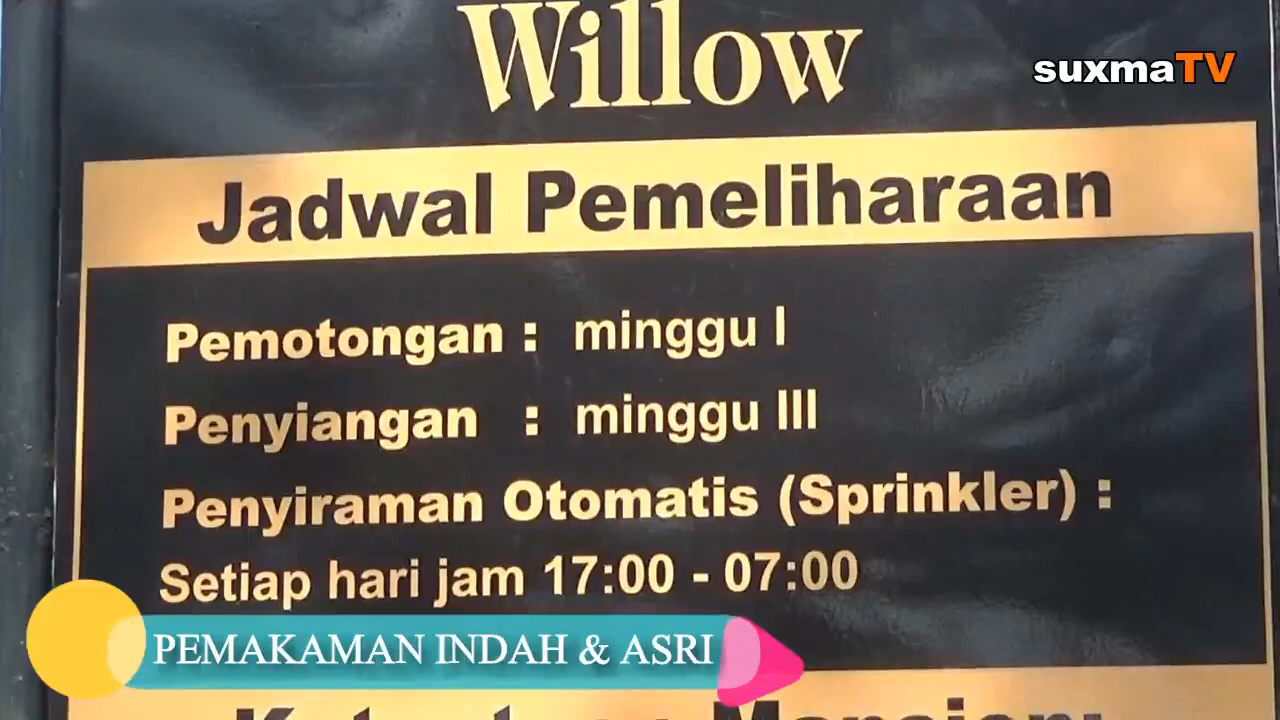 Willow
suxmaTV
Jadwal Pemeliharaan
Pemotongan : minggu I
Penyiangan : minggu III
Penyiraman Otomatis (Sprinkler) :
Setiap hari jam 17:00 - 07:00
PEMAKAMAN INDAH & ASRI